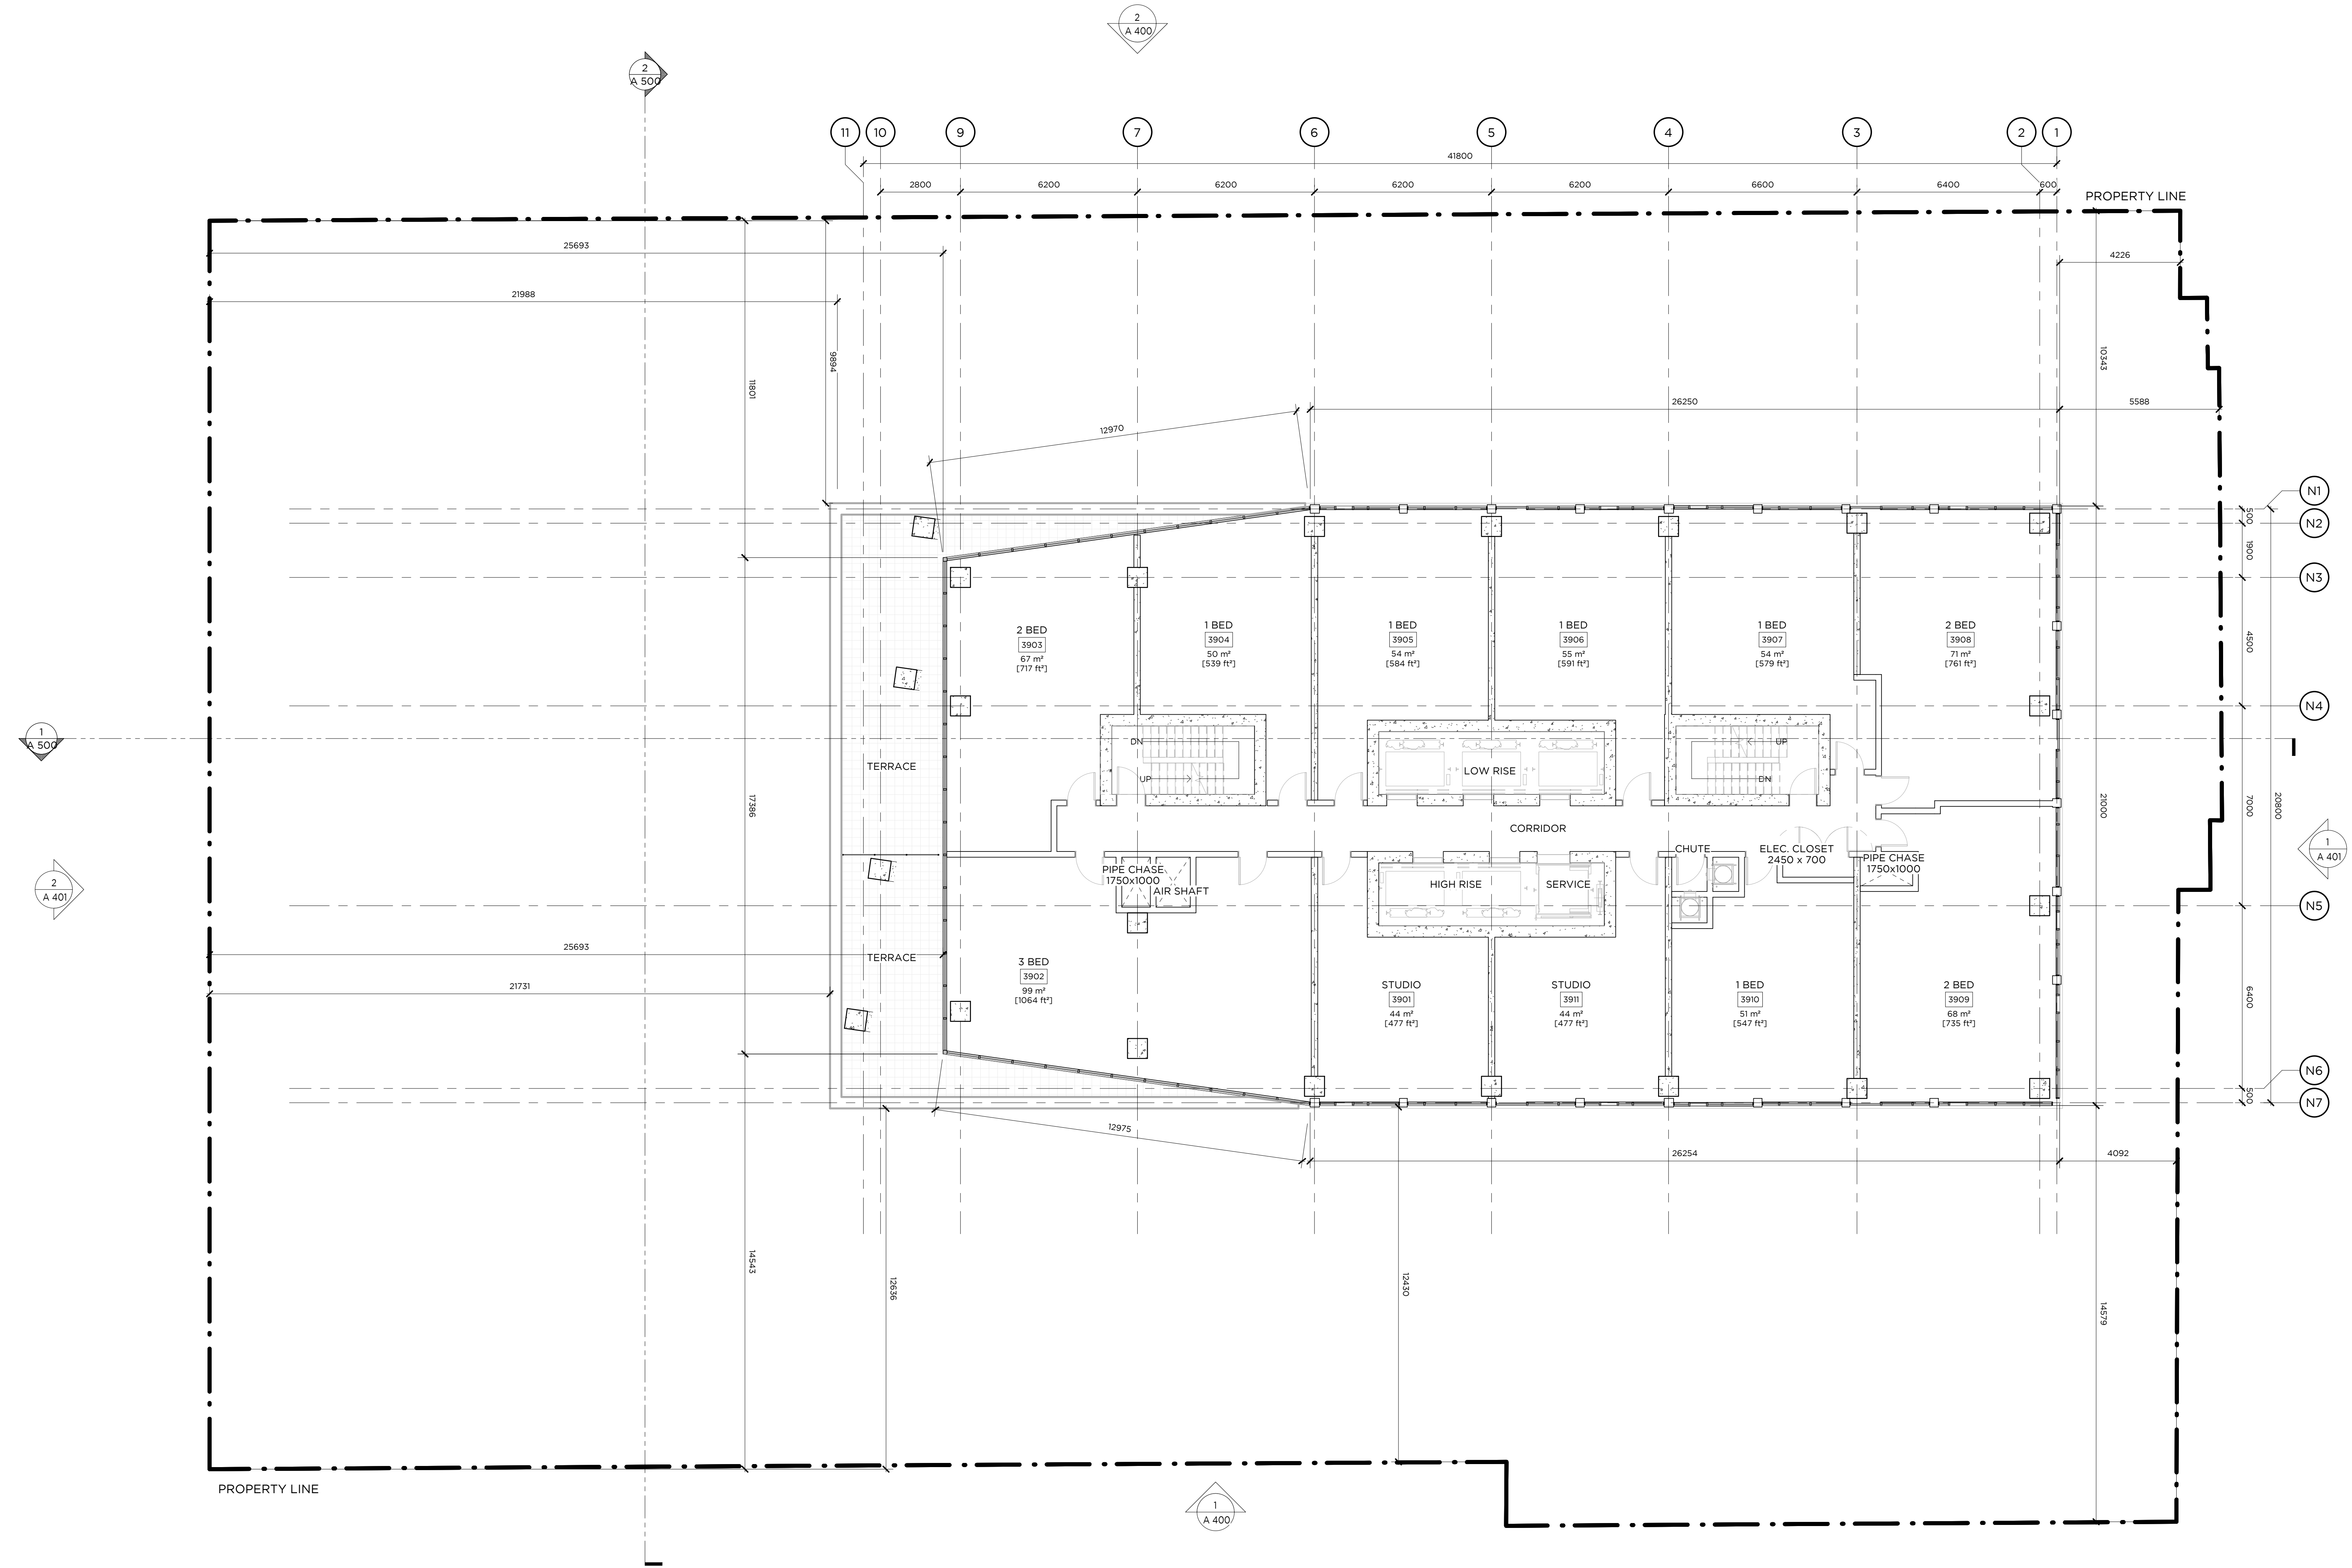 2
A 400
2
A 500
11
10
9
7
6
5
4
3
2
1
41800
2800
6200
6200
6200
6200
6600
6400
600
PROPERTY LINE
25693
4226
21988
9894
11801
10343
26250
5588
12970
N1
500
N2
1900
N3
4500
N4
7000
20800
N5
6400
N6
500
N7
2 BED
3903
67 m²
[717 ft²]
1 BED
3904
50 m²
[539 ft²]
1 BED
3905
54 m²
[584 ft²]
1 BED
3906
55 m²
[591 ft²]
1 BED
3907
54 m²
[579 ft²]
2 BED
3908
71 m²
[761 ft²]
1
A 500
DN
UP
UP
DN
TERRACE
LOW RISE
17386
21000
CORRIDOR
CHUTE
ELEC. CLOSET
2450 x 700
PIPE CHASE
1750x1000
PIPE CHASE
1750x1000
AIR SHAFT
HIGH RISE
SERVICE
2
A 401
1
A 401
25693
TERRACE
21731
3 BED
3902
99 m²
[1064 ft²]
STUDIO
3901
44 m²
[477 ft²]
STUDIO
3911
44 m²
[477 ft²]
1 BED
3910
51 m²
[547 ft²]
2 BED
3909
68 m²
[735 ft²]
12975
26254
4092
14543
12636
12430
14579
PROPERTY LINE
1
A 400